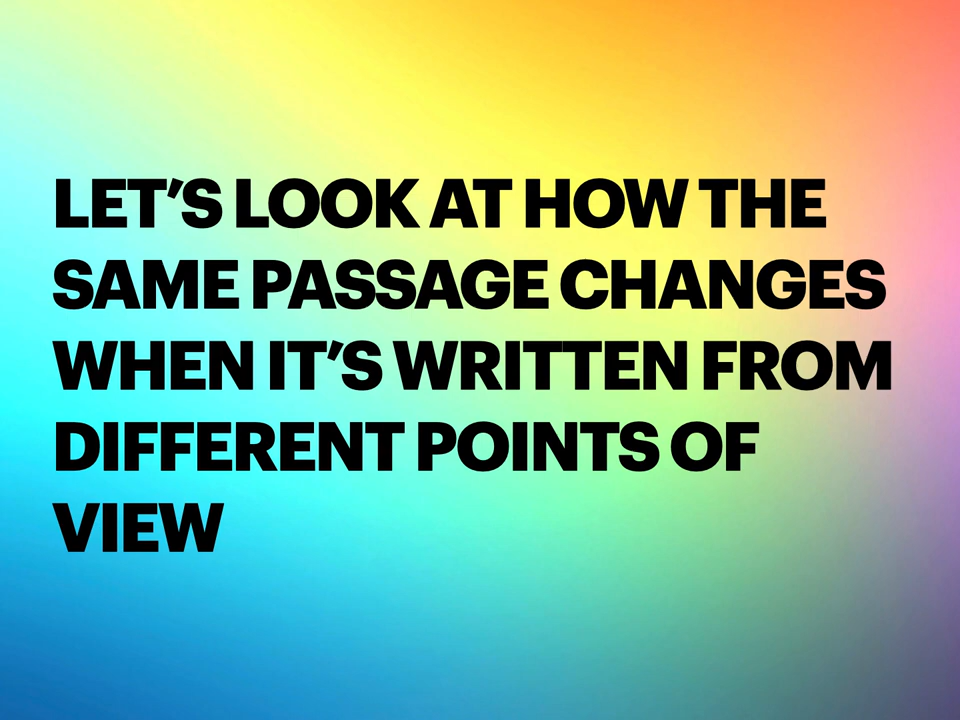 LET’S LOOK AT HOW THE
SAME PASSAGE CHANGES
WHEN IT’S WRITTEN FROM
DIFFERENT POINTS OF
VIEW